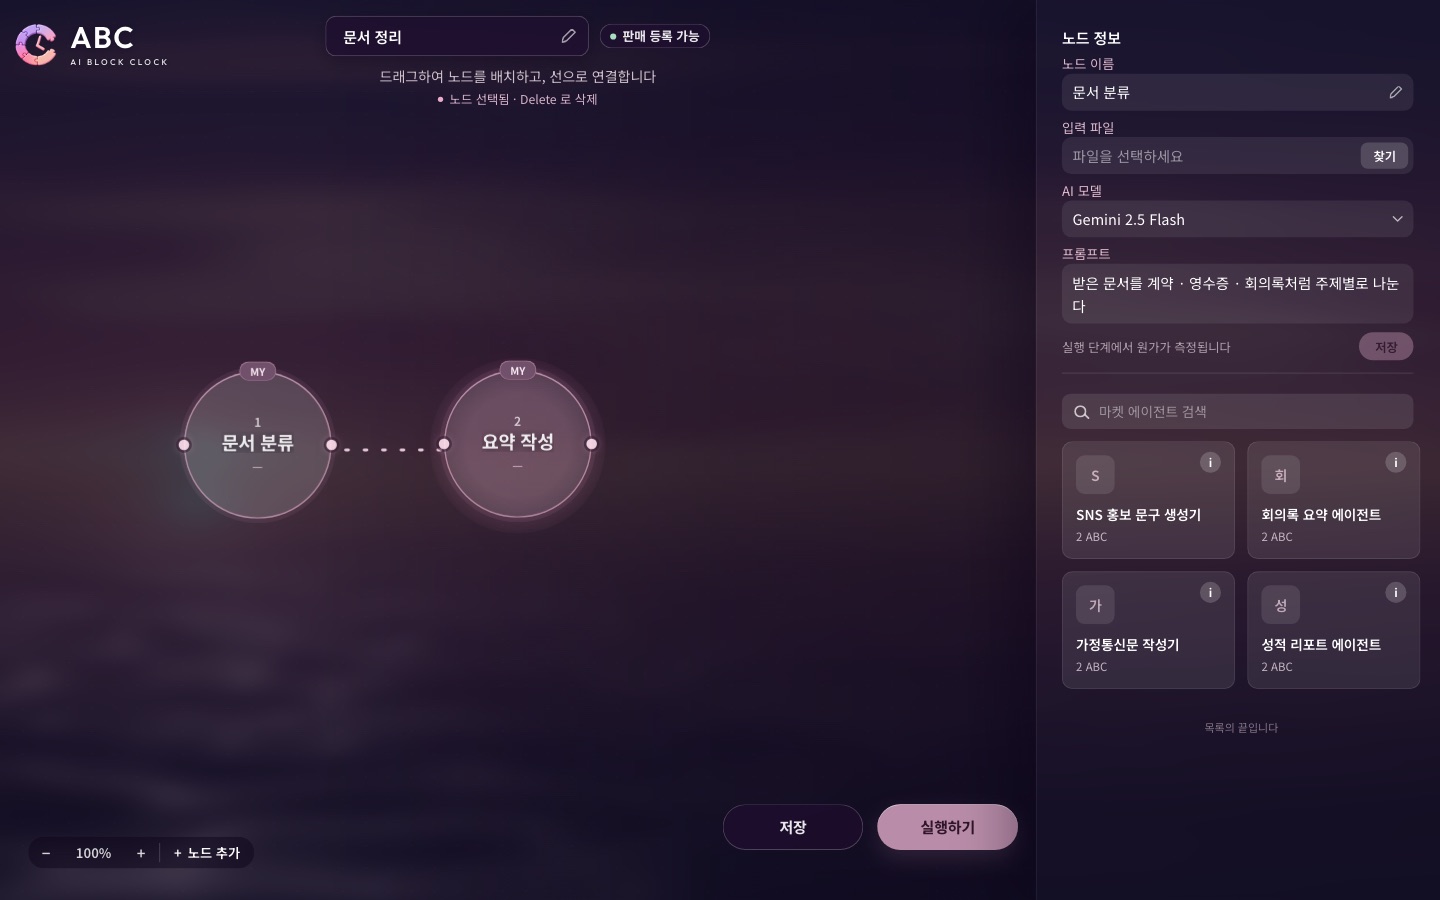 ABC
AI BLOCK CLOCK
문서 정리
판매 등록 가능
드래그하여 노드를 배치하고, 선으로 연결합니다
노드 선택됨 · Delete 로 삭제
MY
1
문서 분류
—
MY
2
요약 작성
—
저장
실행하기
− 100% + + 노드 추가
노드 정보
노드 이름
문서 분류
입력 파일
파일을 선택하세요 찾기
AI 모델
Gemini 2.5 Flash
프롬프트
받은 문서를 계약 · 영수증 · 회의록처럼 주제별로 나눈
다
실행 단계에서 원가가 측정됩니다 저장
마켓 에이전트 검색
S i
SNS 홍보 문구 생성기
2 ABC
회 i
회의록 요약 에이전트
2 ABC
가 i
가정통신문 작성기
2 ABC
성 i
성적 리포트 에이전트
2 ABC
목록의 끝입니다